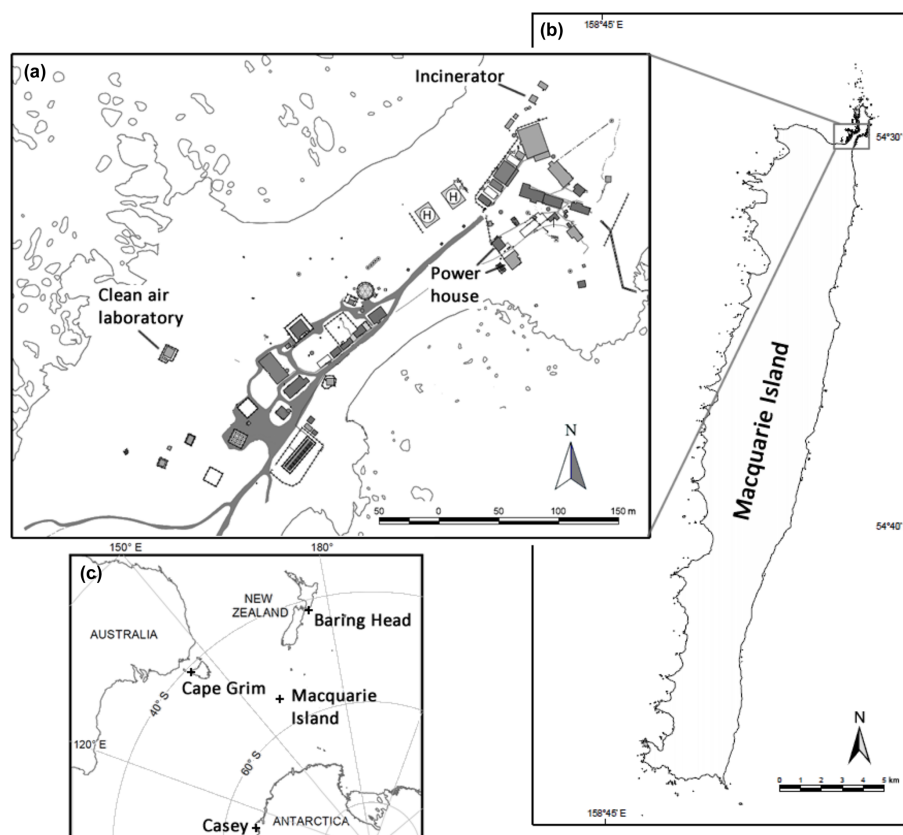 158°45' E
(b)
(a)
Incinerator
54°30'
H
H
Power
house
Clean air
laboratory
N
50 0 50 100 150 m
Macquarie Island
54°40'
N
0 1 2 3 4 5 km
158°45' E
150° E
180°
(c)
NEW
ZEALAND
Baring Head
AUSTRALIA
Cape Grim
40° S
Macquarie
Island
120° E
60° S
Casey
ANTARCTICA